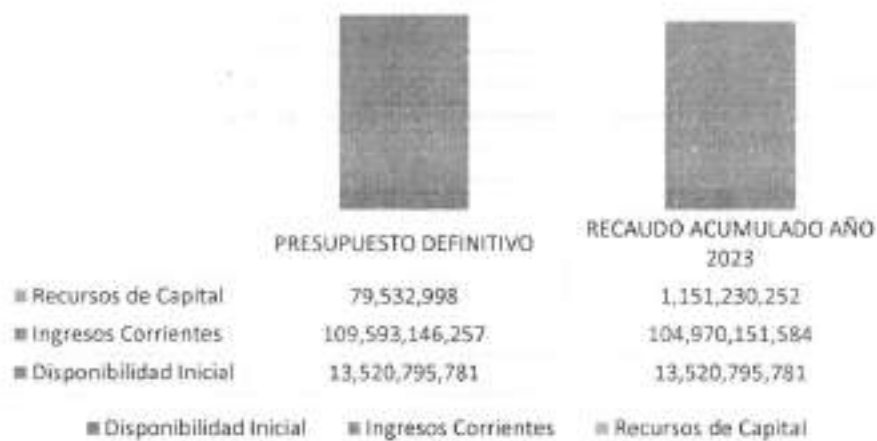 PRESUPUESTO DEFINITIVO RECAUDO ACUMULADO AÑO
2023
Recursos de Capital 79,532,998 1,151,230,252
Ingresos Corrientes 109,593,146,257 104,970,151,584
Disponibilidad Inicial 13,520,795,781 13,520,795,781
Disponibilidad Inicial Ingresos Corrientes Recursos de Capital